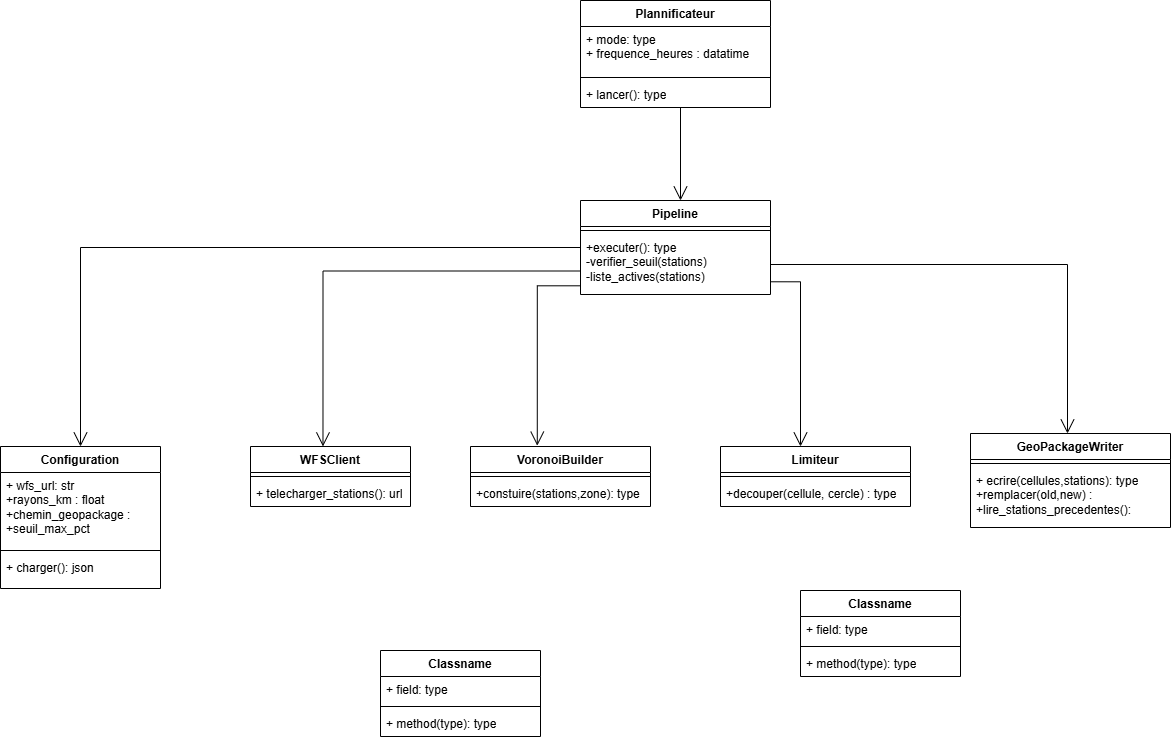 Plannificateur
+ mode: type
+ frequence_heures : datatime
+ lancer(): type
Pipeline
+executer(): type
-verifier_seuil(stations)
-liste_actives(stations)
Configuration
+ wfs_url: str
+rayons_km : float
+chemin_geopackage :
+seuil_max_pct
+ charger(): json
WFSClient
+ telecharger_stations(): url
VoronoiBuilder
+constuire(stations,zone): type
Limiteur
+decouper(cellule, cercle) : type
GeoPackageWriter
+ ecrire(cellules,stations): type
+remplacer(old,new) :
+lire_stations_precedentes():
Classname
+ field: type
+ method(type): type
Classname
+ field: type
+ method(type): type